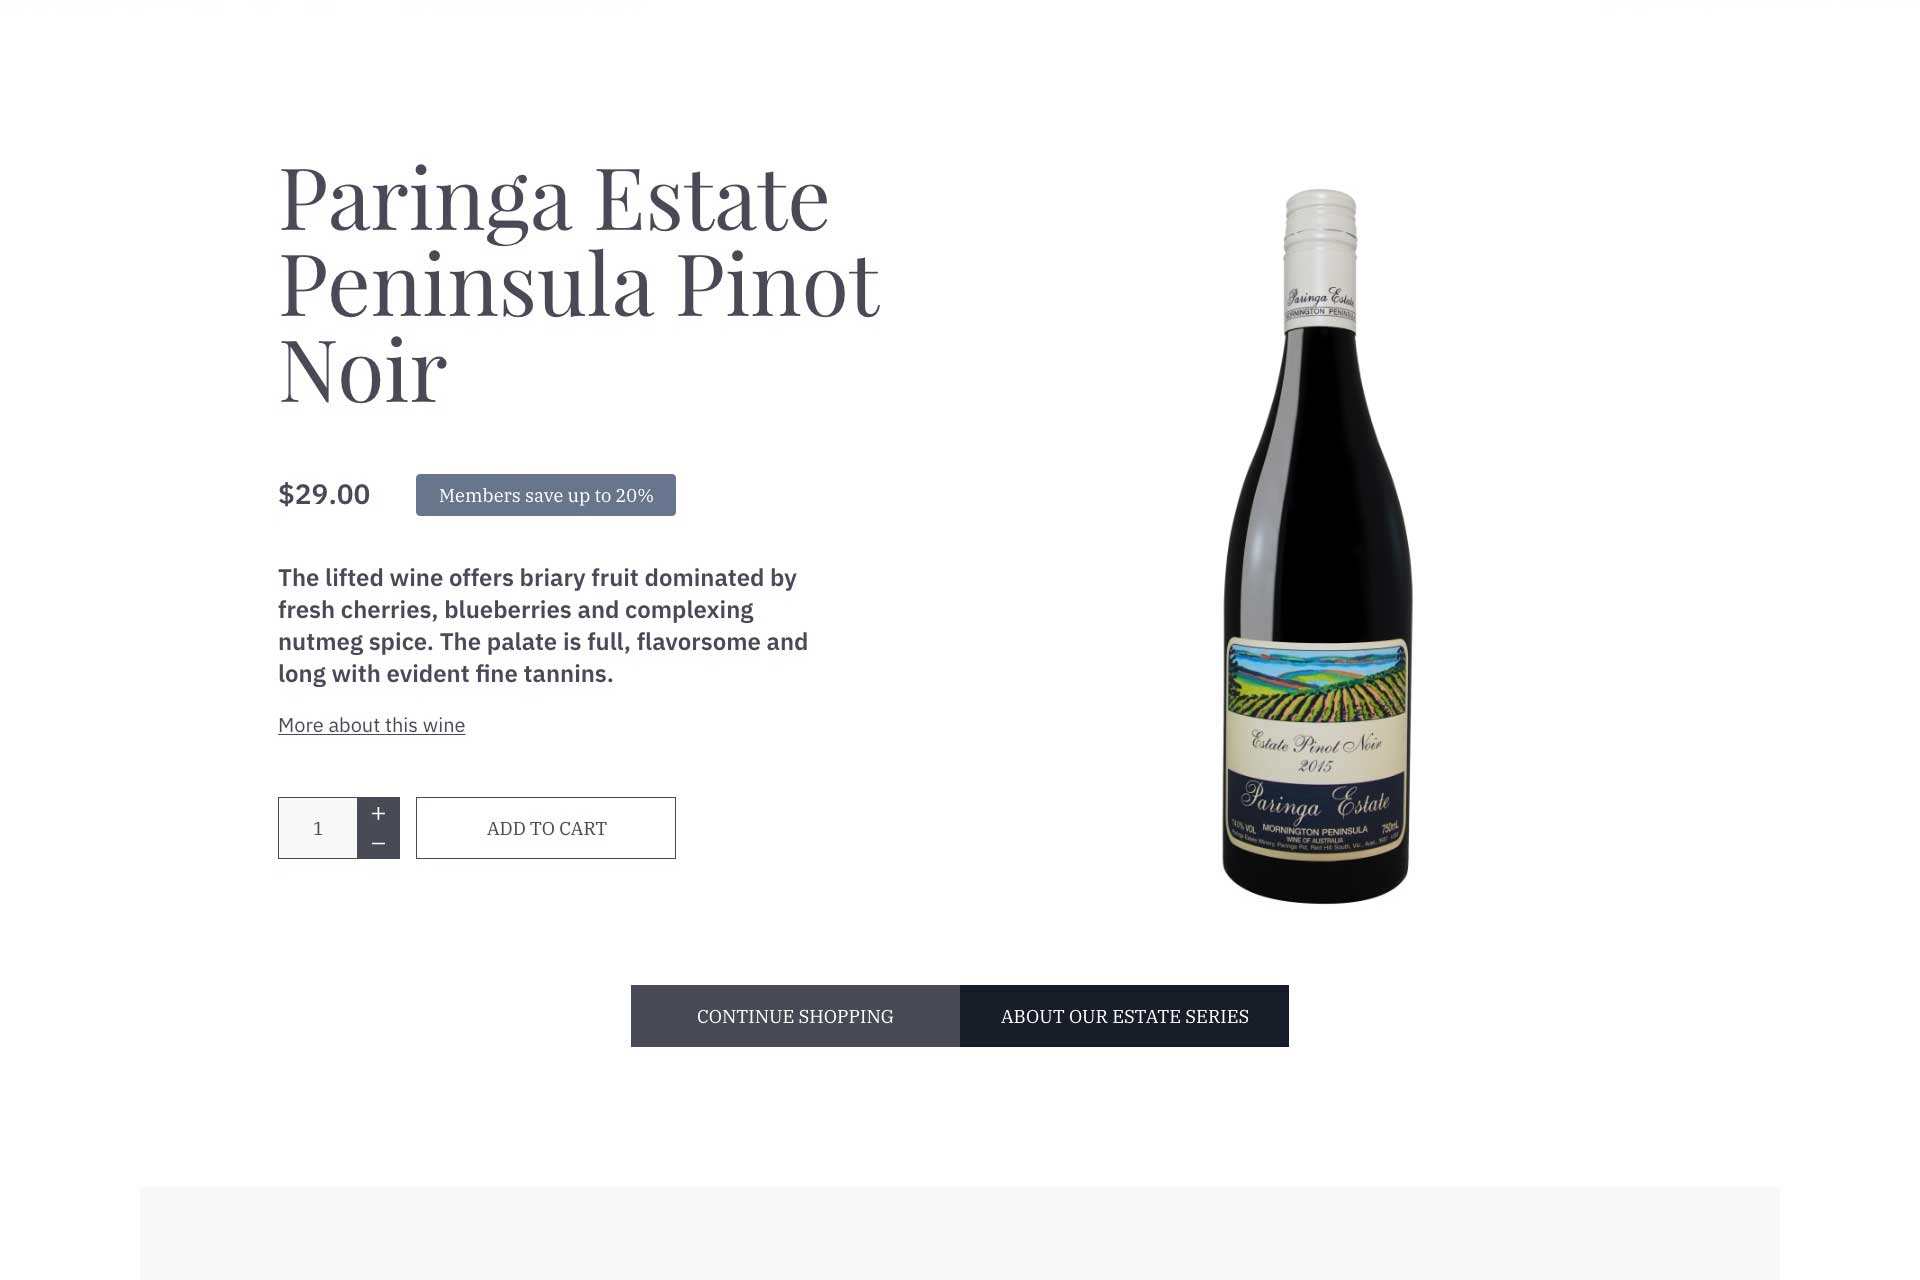 Paringa Estate
Peninsula Pinot
Noir
$29.00
Members save up to 20%
The lifted wine offers briary fruit dominated by
fresh cherries, blueberries and complexing
nutmeg spice. The palate is full, flavorsome and
long with evident fine tannins.
More about this wine
1
+
−
ADD TO CART
Paringa Estate
MORNINGTON PENINSULA
Estate Pinot Noir
2015
Paringa Estate
14.0% VOL MORNINGTON PENINSULA 750mL
WINE OF AUSTRALIA
CONTINUE SHOPPING
ABOUT OUR ESTATE SERIES